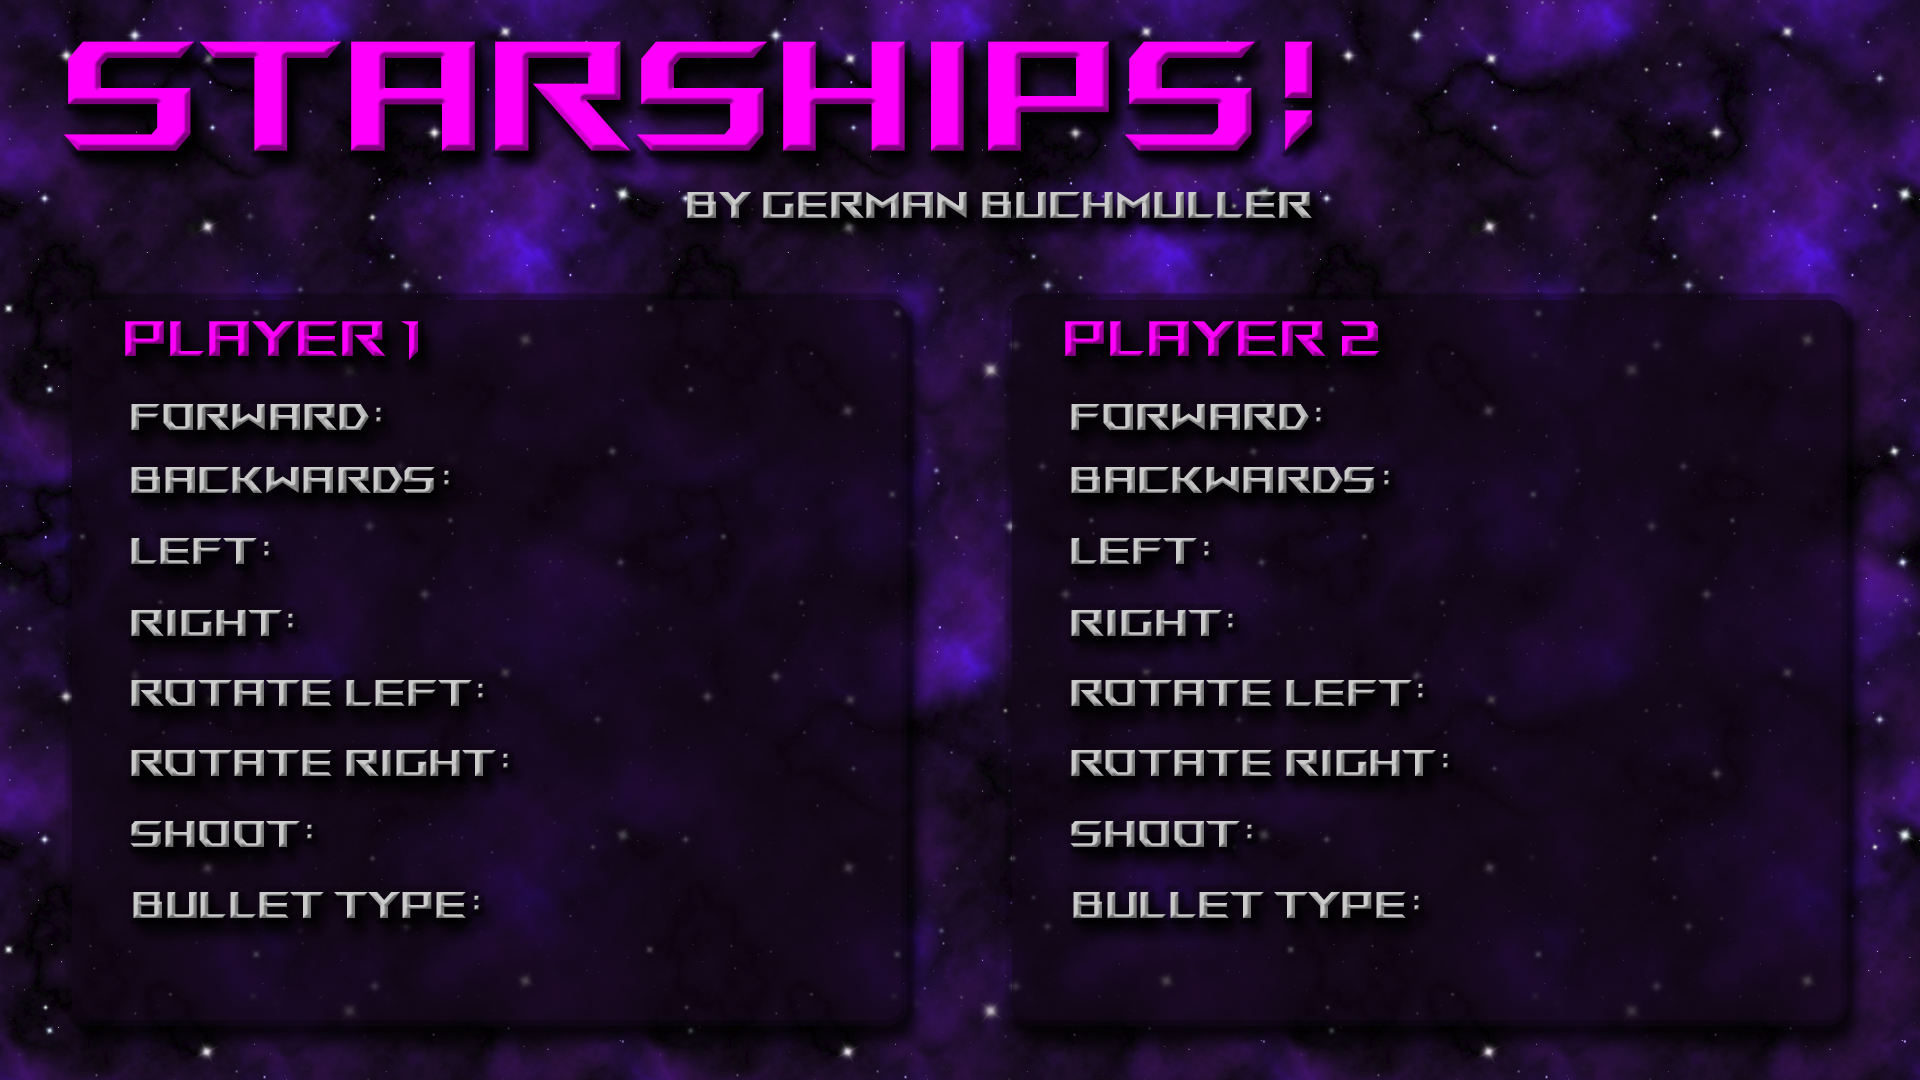 STARSHIPS!
BY GERMAN BUCHMULLER
PLAYER 1
FORWARD:
BACKWARDS:
LEFT:
RIGHT:
ROTATE LEFT:
ROTATE RIGHT:
SHOOT:
BULLET TYPE:
PLAYER 2
FORWARD:
BACKWARDS:
LEFT:
RIGHT:
ROTATE LEFT:
ROTATE RIGHT:
SHOOT:
BULLET TYPE: